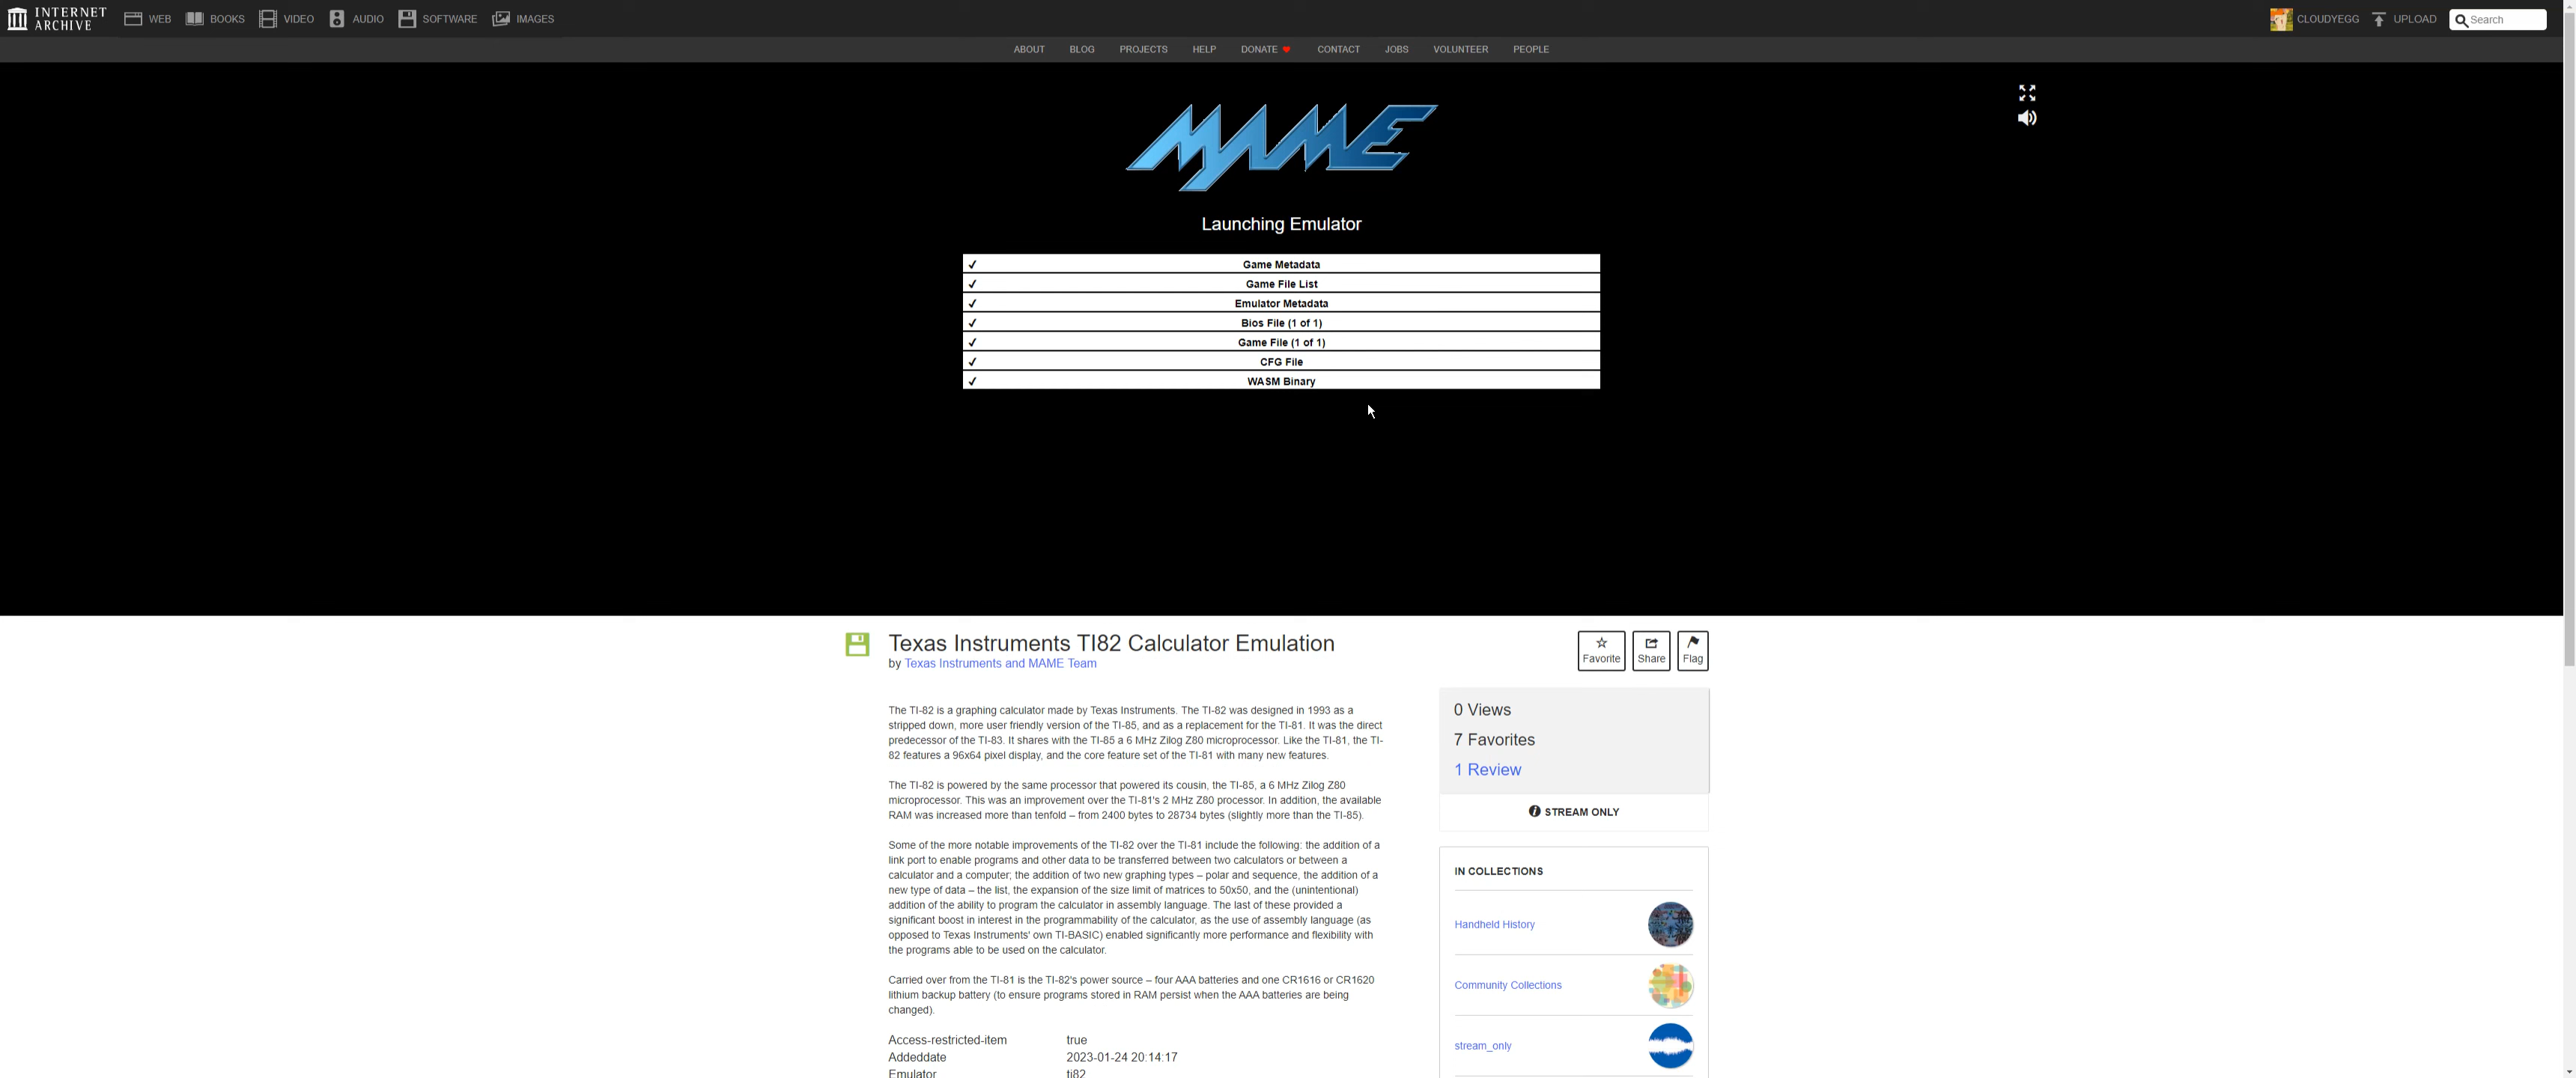 INTERNET ARCHIVE
WEB BOOKS VIDEO AUDIO SOFTWARE IMAGES
CLOUDYEGG UPLOAD Search
ABOUT BLOG PROJECTS HELP DONATE CONTACT JOBS VOLUNTEER PEOPLE
MAME
Launching Emulator
✓ Game Metadata
✓ Game File List
✓ Emulator Metadata
✓ Bios File (1 of 1)
✓ Game File (1 of 1)
✓ CFG File
✓ WASM Binary
Texas Instruments TI82 Calculator Emulation
by Texas Instruments and MAME Team
Favorite Share Flag
The TI-82 is a graphing calculator made by Texas Instruments. The TI-82 was designed in 1993 as a
stripped down, more user friendly version of the TI-85, and as a replacement for the TI-81. It was the direct
predecessor of the TI-83. It shares with the TI-85 a 6 MHz Zilog Z80 microprocessor. Like the TI-81, the TI-
82 features a 96x64 pixel display, and the core feature set of the TI-81 with many new features.
The TI-82 is powered by the same processor that powered its cousin, the TI-85, a 6 MHz Zilog Z80
microprocessor. This was an improvement over the TI-81's 2 MHz Z80 processor. In addition, the available
RAM was increased more than tenfold – from 2400 bytes to 28734 bytes (slightly more than the TI-85).
Some of the more notable improvements of the TI-82 over the TI-81 include the following: the addition of a
link port to enable programs and other data to be transferred between two calculators or between a
calculator and a computer; the addition of two new graphing types – polar and sequence, the addition of a
new type of data – the list, the expansion of the size limit of matrices to 50x50, and the (unintentional)
addition of the ability to program the calculator in assembly language. The last of these provided a
significant boost in interest in the programmability of the calculator, as the use of assembly language (as
opposed to Texas Instruments' own TI-BASIC) enabled significantly more performance and flexibility with
the programs able to be used on the calculator.
Carried over from the TI-81 is the TI-82's power source – four AAA batteries and one CR1616 or CR1620
lithium backup battery (to ensure programs stored in RAM persist when the AAA batteries are being
changed).
Access-restricted-item true
Addeddate 2023-01-24 20:14:17
Emulator ti82
0 Views
7 Favorites
1 Review
STREAM ONLY
IN COLLECTIONS
Handheld History
Community Collections
stream_only